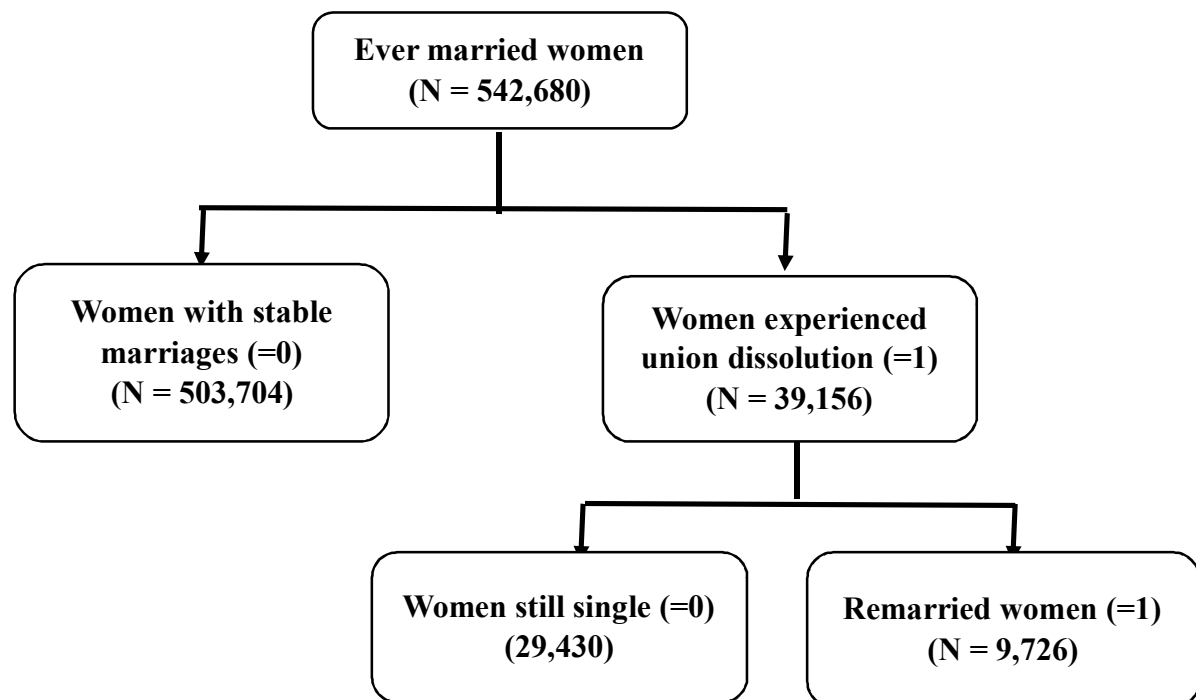 Ever married women
(N = 542,680)
Women with stable
marriages (=0)
(N = 503,704)
Women experienced
union dissolution (=1)
(N = 39,156)
Women still single (=0)
(29,430)
Remarried women (=1)
(N = 9,726)